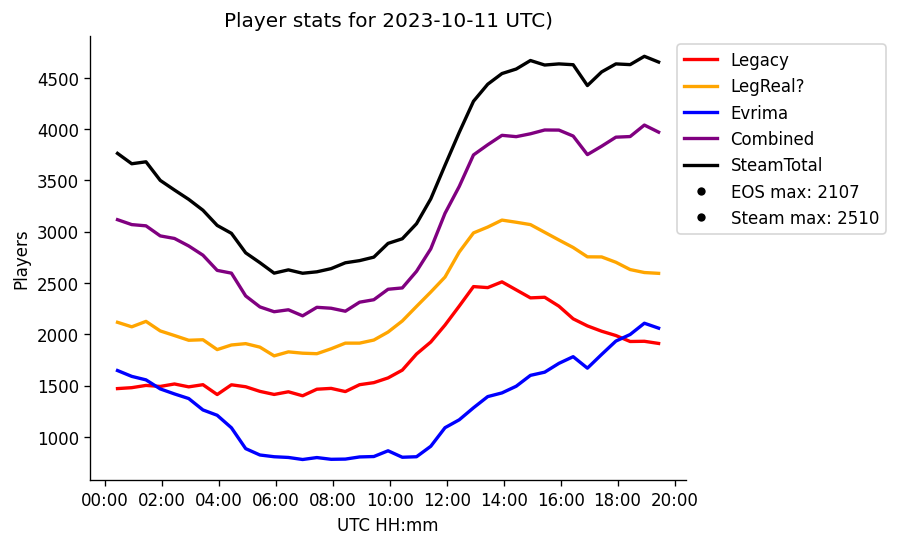 Player stats for 2023-10-11 UTC)
Legacy
LegReal?
Evrima
Combined
SteamTotal
EOS max: 2107
Steam max: 2510
Players
4500
4000
3500
3000
2500
2000
1500
1000
00:00 02:00 04:00 06:00 08:00 10:00 12:00 14:00 16:00 18:00 20:00
UTC HH:mm